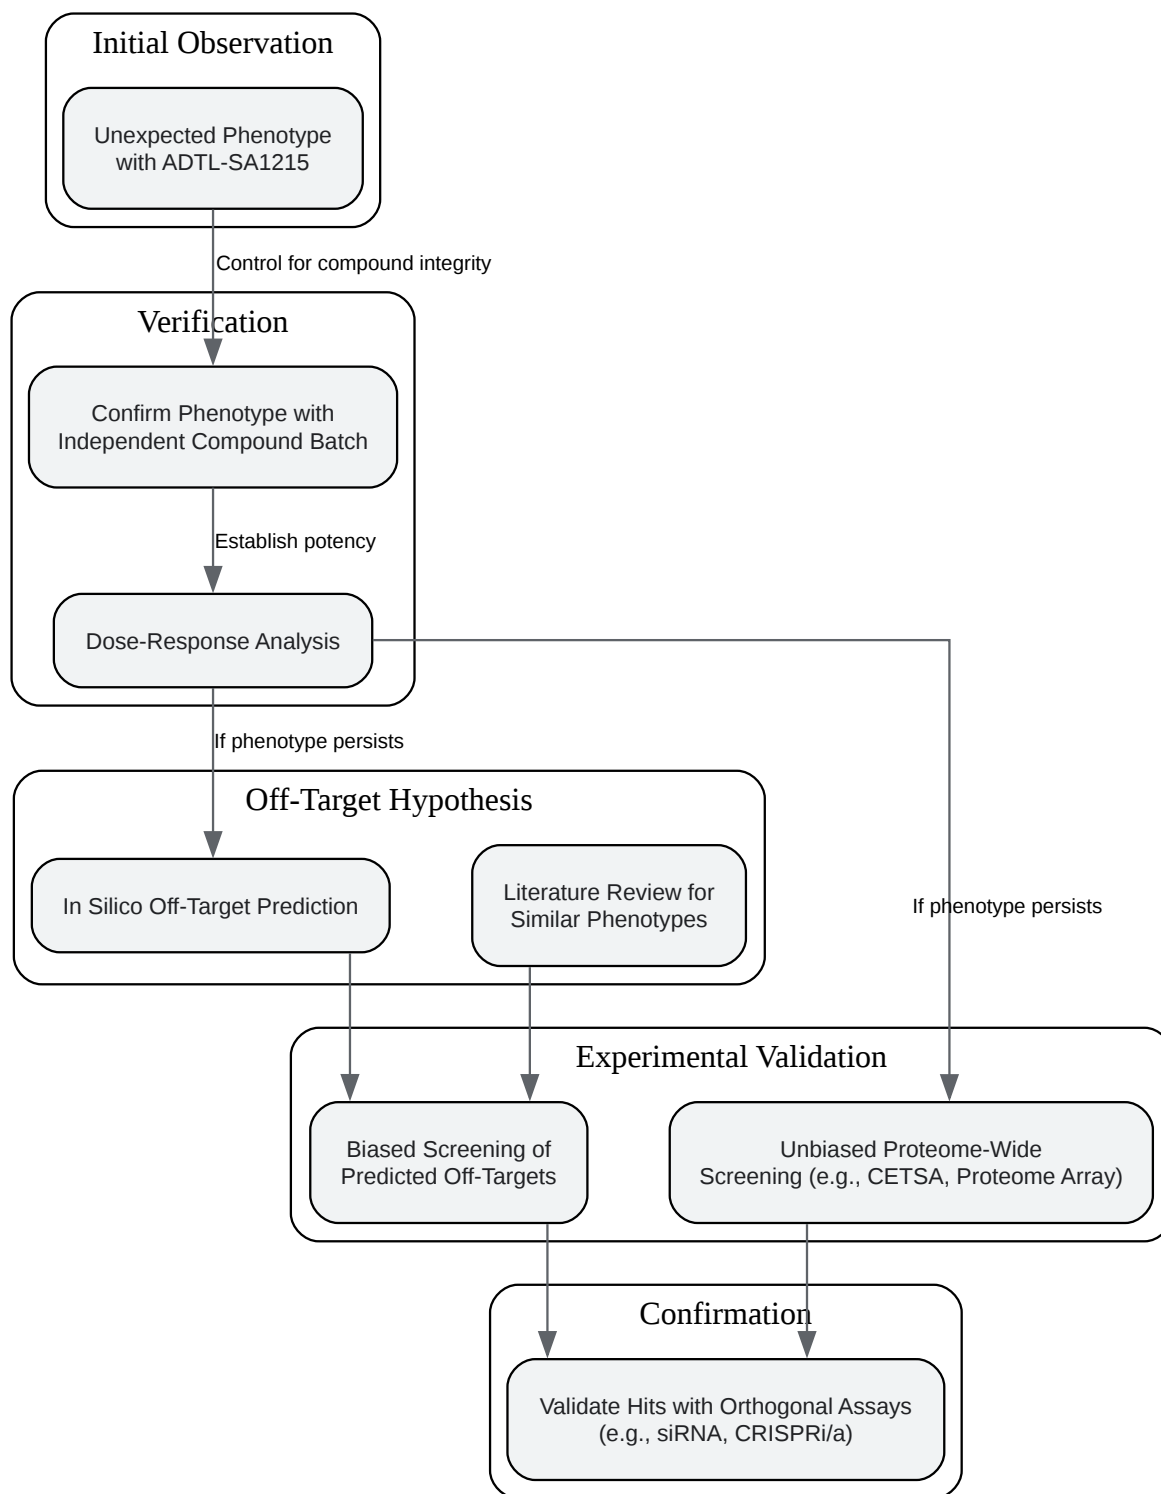 Initial Observation
Unexpected Phenotype
with ADTL-SA1215
Control for compound integrity
Verification
Confirm Phenotype with
Independent Compound Batch
Establish potency
Dose-Response Analysis
If phenotype persists
Off-Target Hypothesis
In Silico Off-Target Prediction
Literature Review for
Similar Phenotypes
If phenotype persists
Experimental Validation
Biased Screening of
Predicted Off-Targets
Unbiased Proteome-Wide
Screening (e.g., CETSA, Proteome Array)
Confirmation
Validate Hits with Orthogonal Assays
(e.g., siRNA, CRISPRi/a)